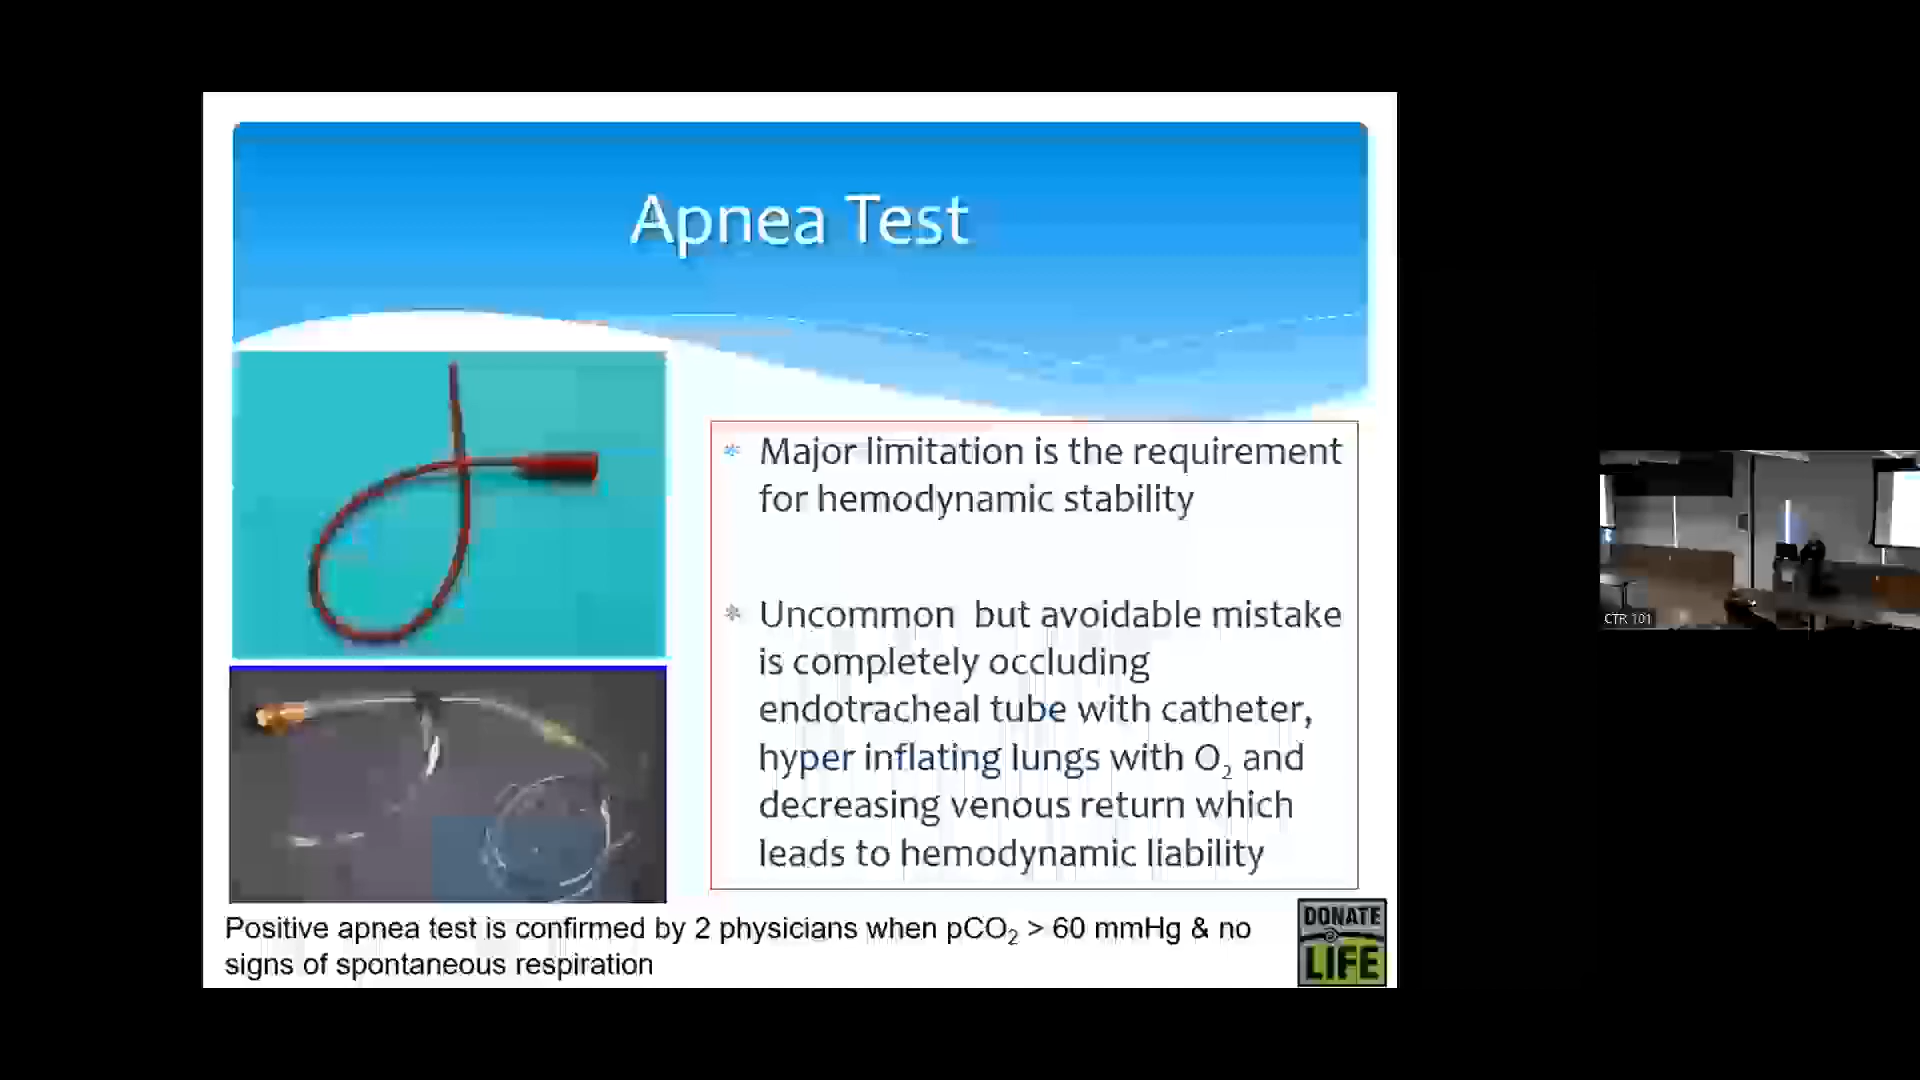 Apnea Test
* Major limitation is the requirement
for hemodynamic stability
* Uncommon but avoidable mistake
is completely occluding
endotracheal tube with catheter,
hyper inflating lungs with O₂ and
decreasing venous return which
leads to hemodynamic liability
Positive apnea test is confirmed by 2 physicians when pCO₂ > 60 mmHg & no
signs of spontaneous respiration
DONATE
LIFE
CTR 101